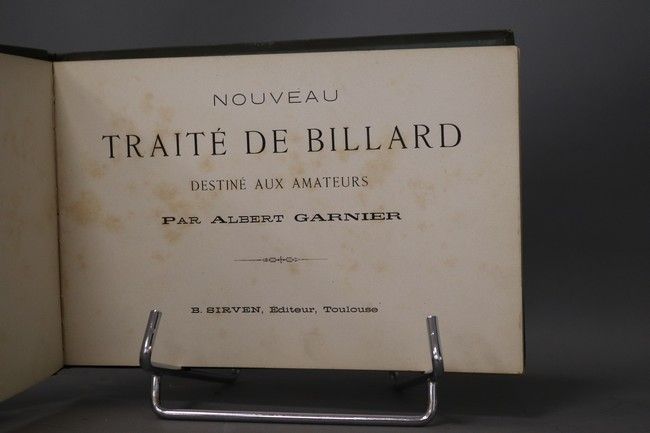 NOUVEAU
TRAITÉ DE BILLARD
DESTINÉ AUX AMATEURS
PAR ALBERT GARNIER
B. SIRVEN, Éditeur, Toulouse